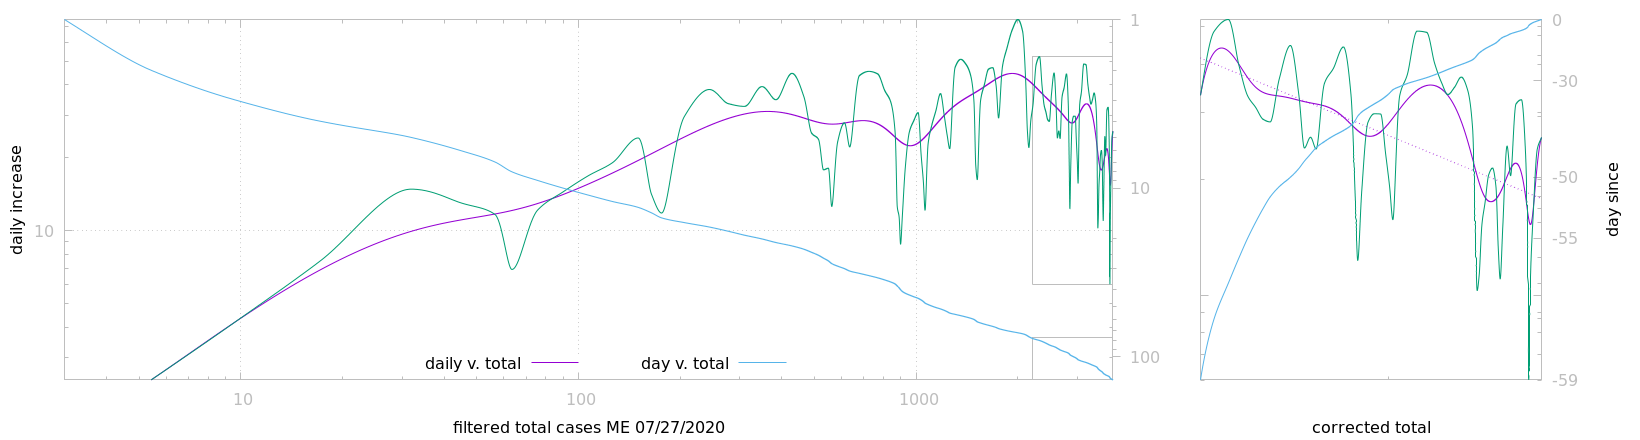 daily increase
10
daily v. total
day v. total
10
100
1000
filtered total cases ME 07/27/2020
1
10
100
0
-30
-50
-55
-59
day since
corrected total